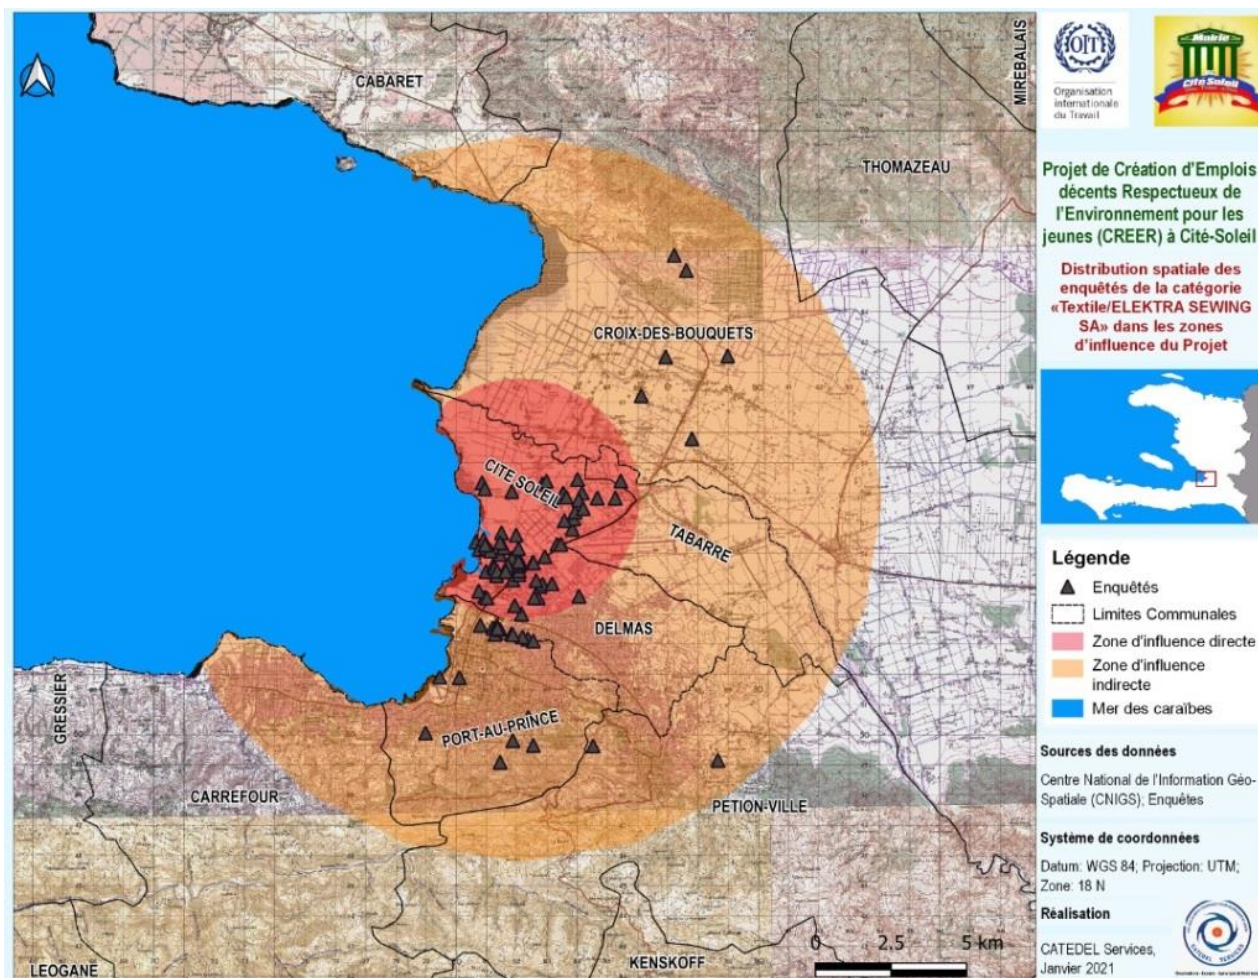 CABARET
MIREBALAIS
THOMAZEAU
CROIX-DES-BOUQUETS
CITE SOLEIL
TABARRE
DELMAS
GRESSIER
PORT-AU-PRINCE
CARREFOUR
PETION-VILLE
LEOGANE
KENSKOFF
0 2.5 5 km
OIT
Organisation
internationale
du Travail
Mairie
Cité Soleil
Projet de Création d'Emplois
décents Respectueux de
l'Environnement pour les
jeunes (CREER) à Cité-Soleil
Distribution spatiale des
enquêtés de la catégorie
«Textile/ELEKTRA SEWING
SA» dans les zones
d'influence du Projet
Légende
Enquêtés
Limites Communales
Zone d'influence directe
Zone d'influence
indirecte
Mer des caraïbes
Sources des données
Centre National de l'Information Géo-
Spatiale (CNIGS); Enquêtes
Système de coordonnées
Datum: WGS 84; Projection: UTM;
Zone: 18 N
Réalisation
CATEDEL Services,
Janvier 2021